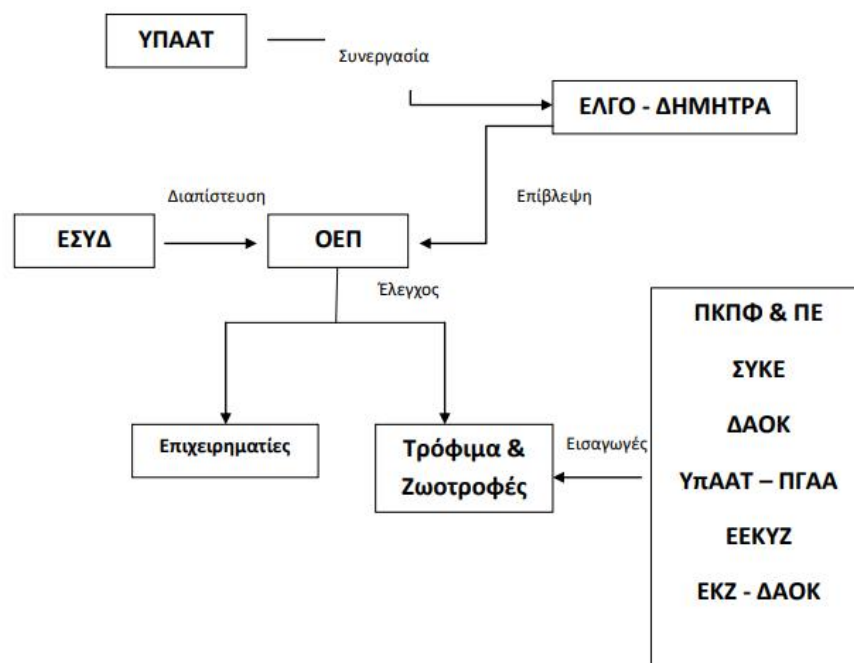 ΥΠΑΑΤ
Συνεργασία
ΕΛΓΟ - ΔΗΜΗΤΡΑ
Διαπίστευση
Επίβλεψη
ΕΣΥΔ
ΟΕΠ
Έλεγχος
ΠΚΠΦ & ΠΕ
ΣΥΚΕ
ΔΑΟΚ
ΥπΑΑΤ – ΠΓΑΑ
ΕΕΚΥΖ
ΕΚΖ - ΔΑΟΚ
Επιχειρηματίες
Τρόφιμα &
Ζωοτροφές
Εισαγωγές